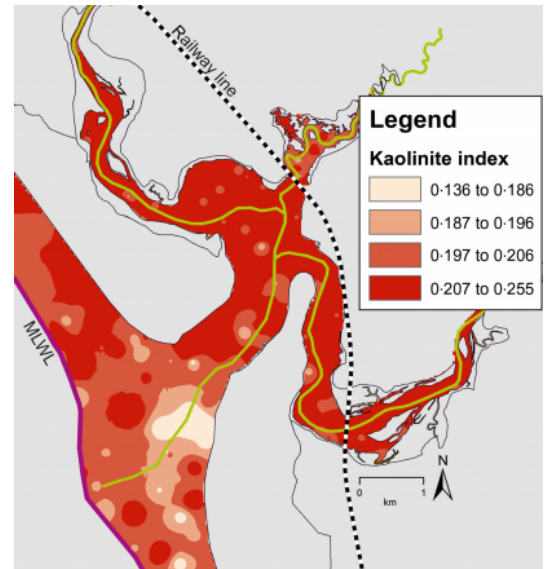 Railway line
Legend
Kaolinite index
0·136 to 0·186
0·187 to 0·196
0·197 to 0·206
0·207 to 0·255
MLWL
N
0 1
km